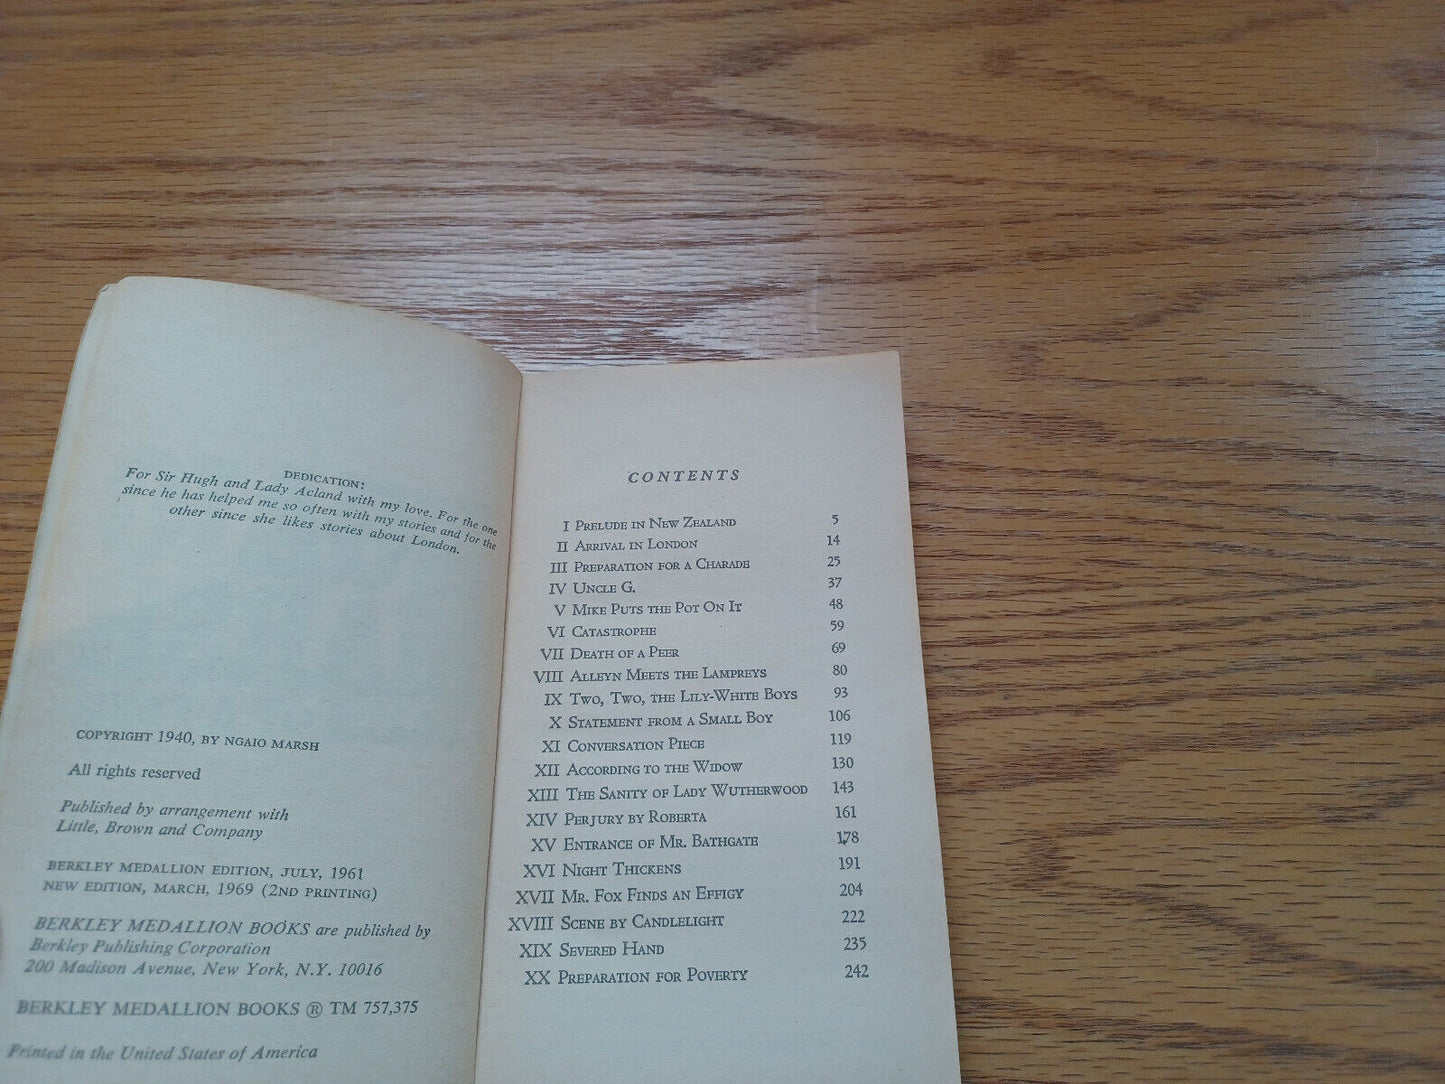 DEDICATION:
For Sir Hugh and Lady Acland with my love. For the one
since he has helped me so often with my stories and for the
other since she likes stories about London.
COPYRIGHT 1940, BY NGAIO MARSH
All rights reserved
Published by arrangement with
Little, Brown and Company
BERKLEY MEDALLION EDITION, JULY, 1961
NEW EDITION, MARCH, 1969 (2ND PRINTING)
BERKLEY MEDALLION BOOKS are published by
Berkley Publishing Corporation
200 Madison Avenue, New York, N.Y. 10016
BERKLEY MEDALLION BOOKS ® TM 757,375
Printed in the United States of America
CONTENTS
I PRELUDE IN NEW ZEALAND 5
II ARRIVAL IN LONDON 14
III PREPARATION FOR A CHARADE 25
IV UNCLE G. 37
V MIKE PUTS THE POT ON IT 48
VI CATASTROPHE 59
VII DEATH OF A PEER 69
VIII ALLEYN MEETS THE LAMPREYS 80
IX TWO, TWO, THE LILY-WHITE BOYS 93
X STATEMENT FROM A SMALL BOY 106
XI CONVERSATION PIECE 119
XII ACCORDING TO THE WIDOW 130
XIII THE SANITY OF LADY WUTHERWOOD 143
XIV PERJURY BY ROBERTA 161
XV ENTRANCE OF MR. BATHGATE 178
XVI NIGHT THICKENS 191
XVII MR. FOX FINDS AN EFFIGY 204
XVIII SCENE BY CANDLELIGHT 222
XIX SEVERED HAND 235
XX PREPARATION FOR POVERTY 242